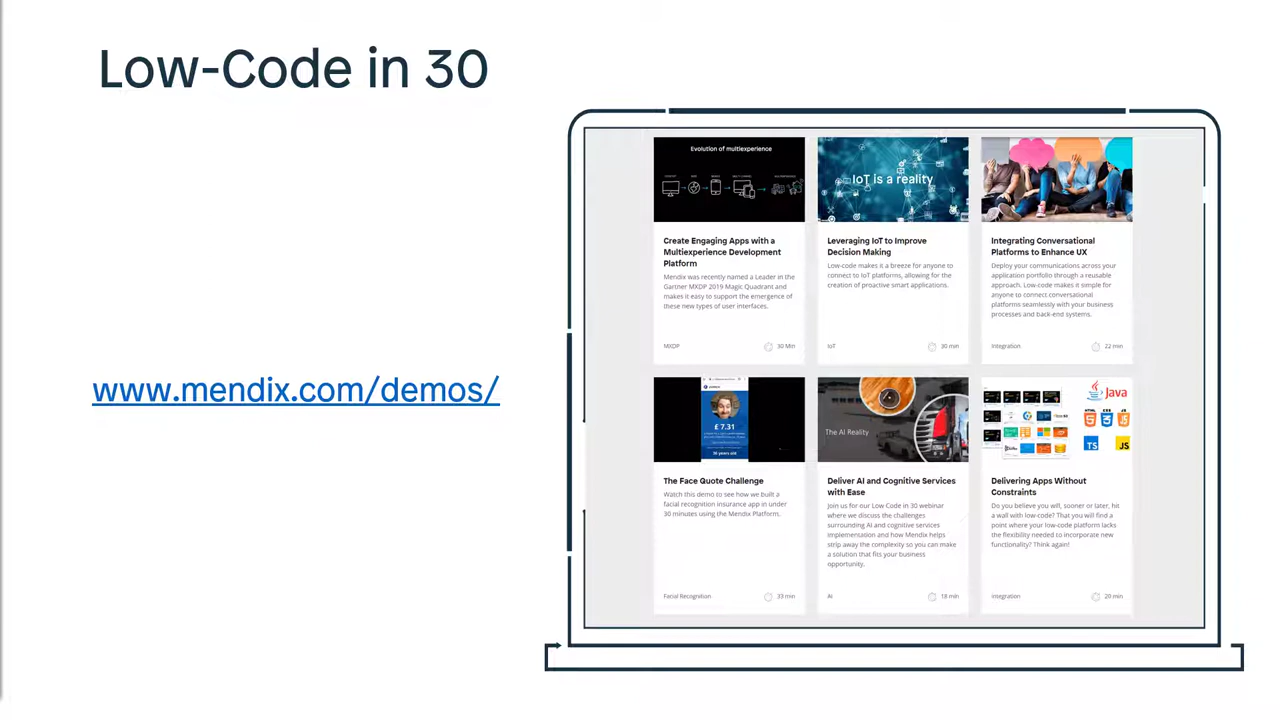 Low-Code in 30
www.mendix.com/demos/
Evolution of multiexperience
Create Engaging Apps with a
Multiexperience Development
Platform
Mendix was recently named a Leader in the
Gartner MXDP 2019 Magic Quadrant and
makes it easy to support the emergence of
these new types of user interfaces.
MXDP
30 Min
IoT is a reality
Leveraging IoT to Improve
Decision Making
Low-code makes it a breeze for anyone to
connect to IoT platforms, allowing for the
creation of proactive smart applications.
IoT
30 min
Integrating Conversational
Platforms to Enhance UX
Deploy your communications across your
application portfolio through a reusable
approach. Low-code makes it simple for
anyone to connect conversational
platforms seamlessly with your business
processes and back-end systems.
Integration
22 min
£ 7.31
36 years old
The Face Quote Challenge
Watch this demo to see how we built a
facial recognition insurance app in under
30 minutes using the Mendix Platform.
Facial Recognition
33 min
The AI Reality
Deliver AI and Cognitive Services
with Ease
Join us for our Low Code in 30 webinar
where we discuss the challenges
surrounding AI and cognitive services
implementation and how Mendix helps
strip away the complexity so you can make
a solution that fits your business
opportunity.
AI
18 min
Java
HTML CSS JS
TS JS
Delivering Apps Without
Constraints
Do you believe you will, sooner or later, hit
a wall with low-code? That you will find a
point where your low-code platform lacks
the flexibility needed to incorporate new
functionality? Think again!
Integration
20 min